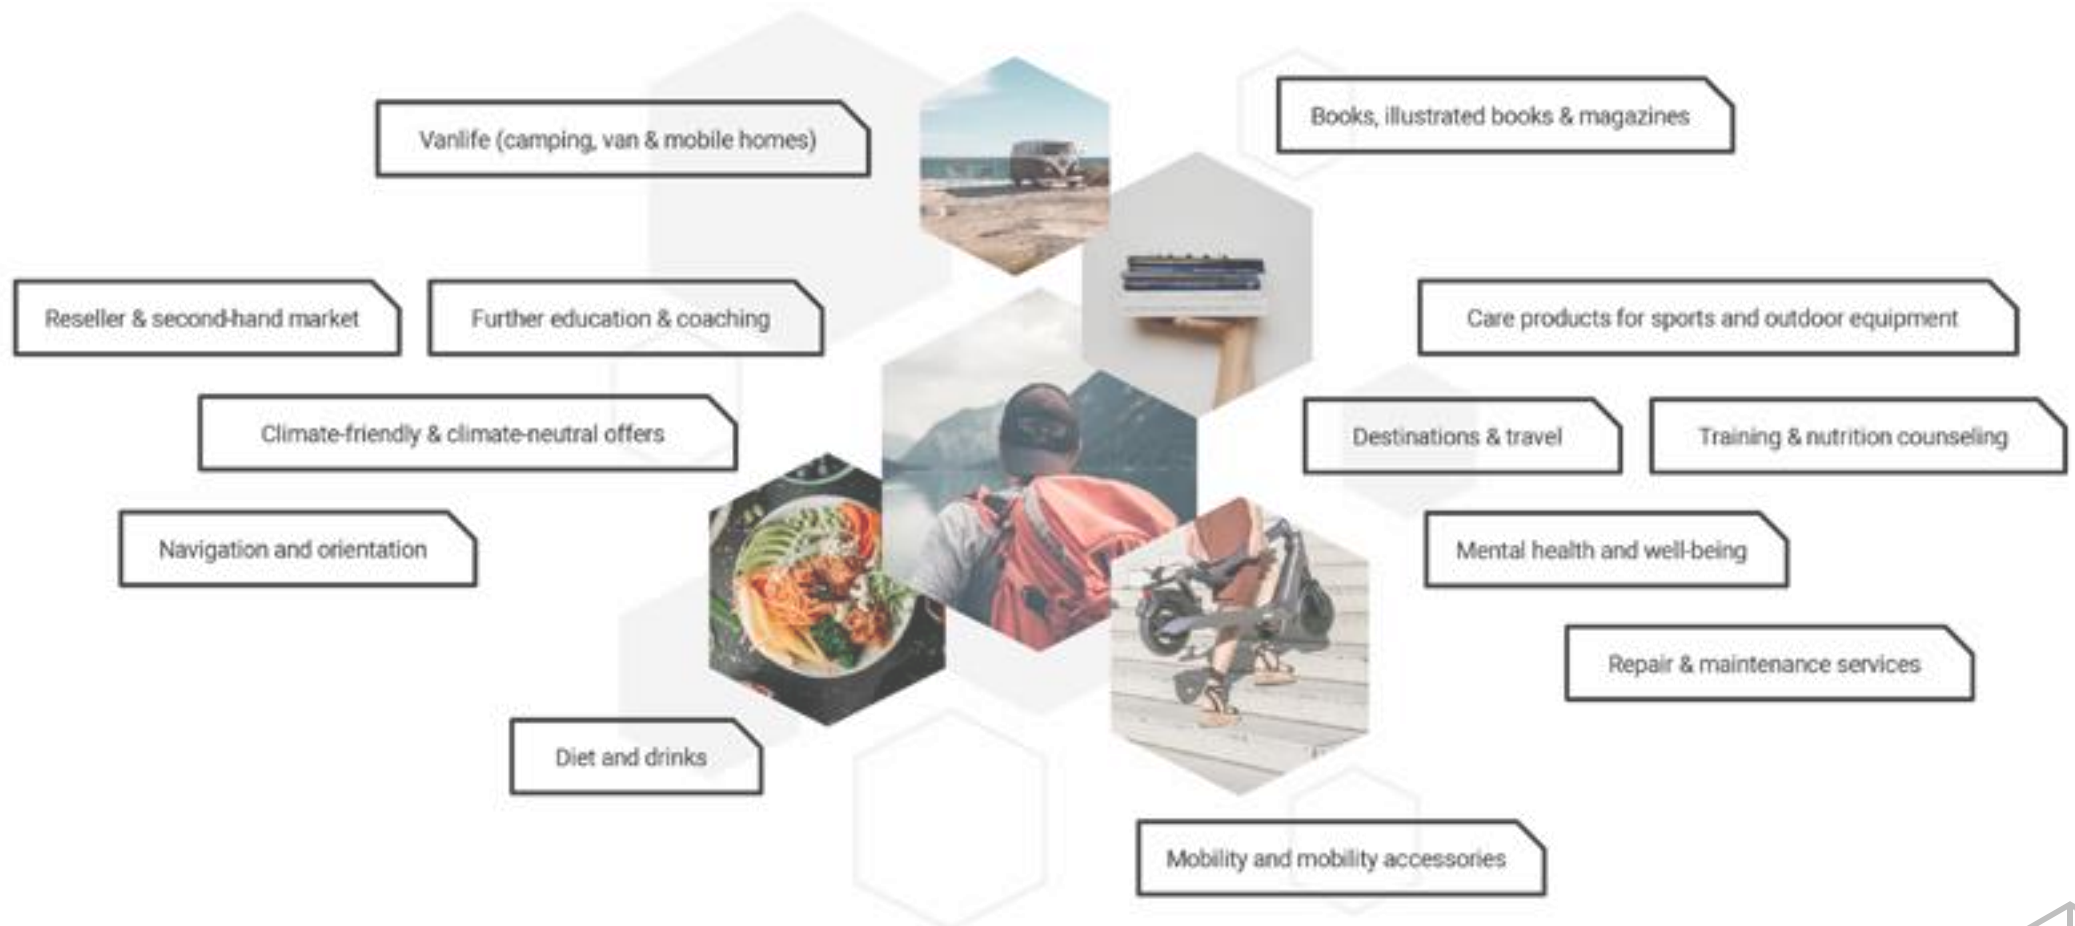 Vanlife (camping, van & mobile homes)
Books, illustrated books & magazines
Reseller & second-hand market
Further education & coaching
Care products for sports and outdoor equipment
Climate-friendly & climate-neutral offers
Destinations & travel
Training & nutrition counseling
Navigation and orientation
Mental health and well-being
Repair & maintenance services
Diet and drinks
Mobility and mobility accessories